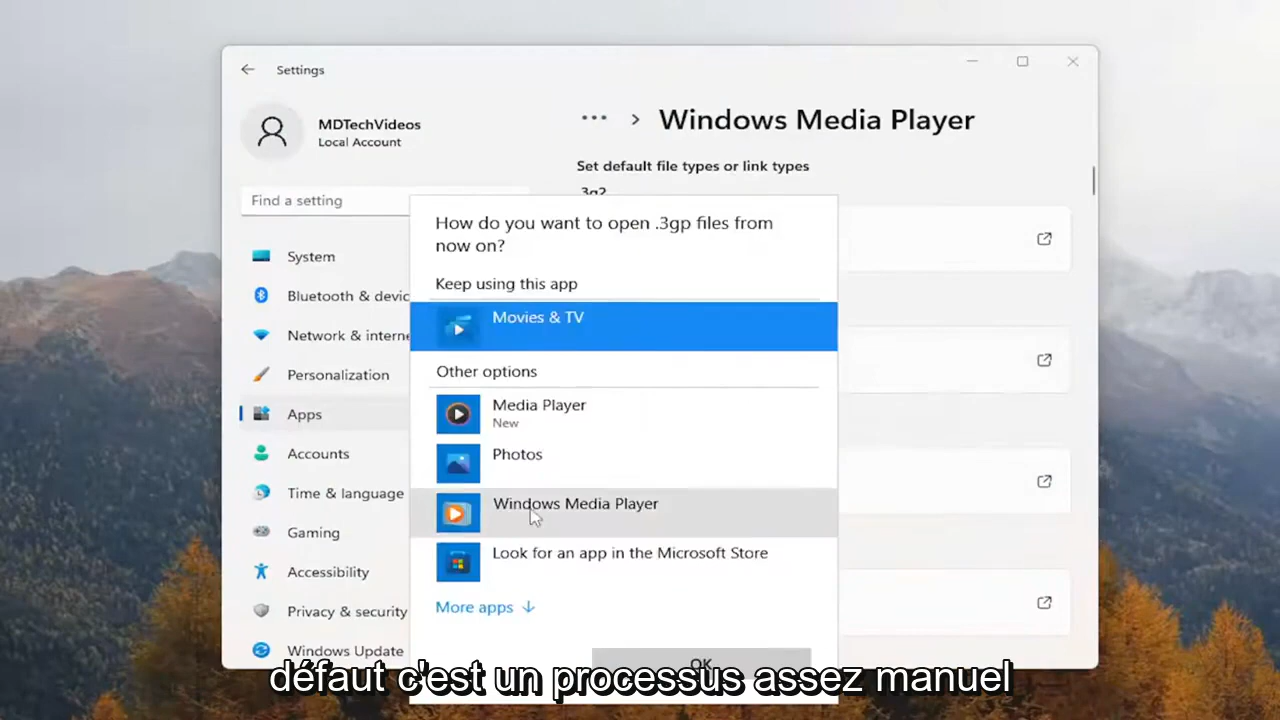 Settings
MDTechVideos
Local Account
Find a setting
System
Bluetooth & devic
Network & interne
Personalization
Apps
Accounts
Time & language
Gaming
Accessibility
Privacy & security
Windows Update
... > Windows Media Player
Set default file types or link types
.3g2
How do you want to open .3gp files from
now on?
Keep using this app
Movies & TV
Other options
Media Player
New
Photos
Windows Media Player
Look for an app in the Microsoft Store
More apps ↓
OK
défaut c'est un processus assez manuel